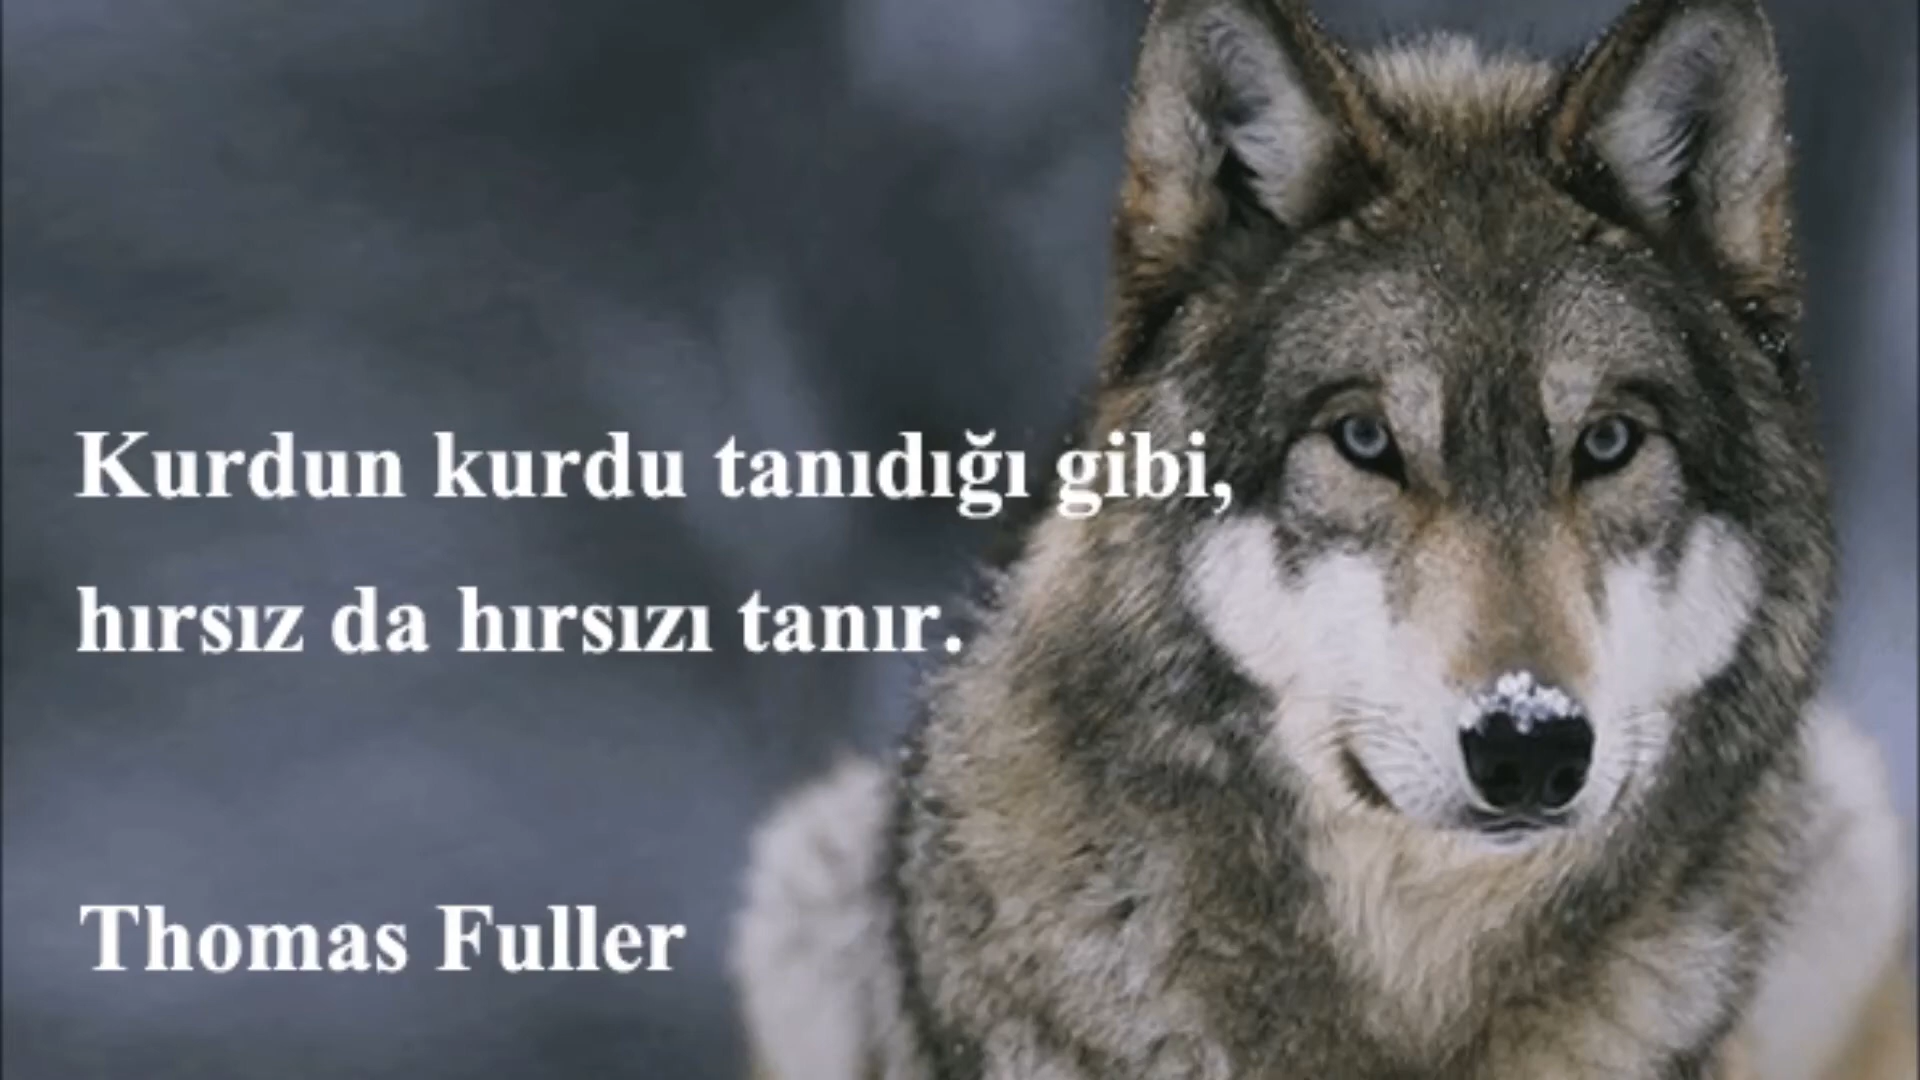 Kurdun kurdu tanıdığı gibi,
hırsız da hırsızı tanır.
Thomas Fuller